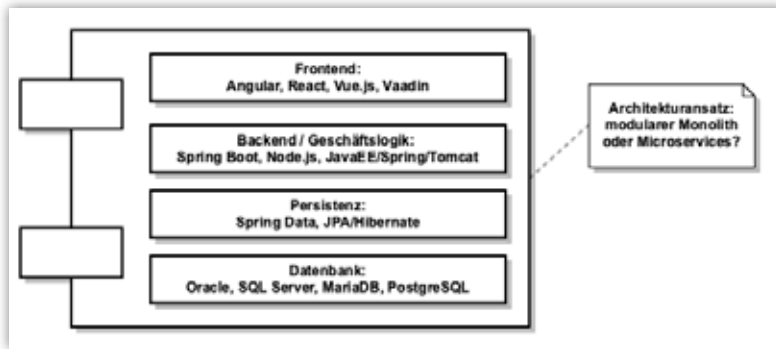 Frontend:
Angular, React, Vue.js, Vaadin
Backend / Geschäftslogik:
Spring Boot, Node.js, JavaEE/Spring/Tomcat
Persistenz:
Spring Data, JPA/Hibernate
Datenbank:
Oracle, SQL Server, MariaDB, PostgreSQL
Architekturansatz:
modularer Monolith
oder Microservices?